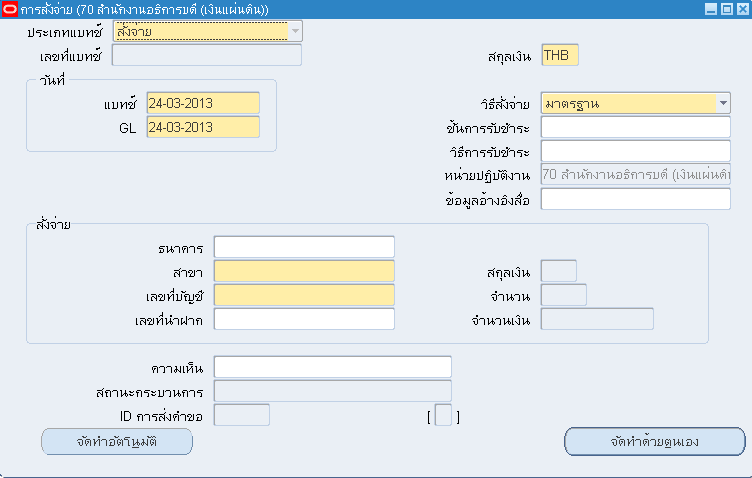 การสั่งจ่าย (70 สำนักงานอธิการบดี (เงินแผ่นดิน))
ประเภทแบทช์ สั่งจ่าย
เลขที่แบทช์ สกุลเงิน THB
วันที่
แบทช์ 24-03-2013 วิธีสั่งจ่าย มาตรฐาน
GL 24-03-2013 ชั้นการรับชำระ
วิธีการรับชำระ
หน่วยปฏิบัติงาน 70 สำนักงานอธิการบดี (เงินแผ่นดิน
ข้อมูลอ้างอิงสื่อ
สั่งจ่าย
ธนาคาร
สาขา สกุลเงิน
เลขที่บัญชี จำนวน
เลขที่นำฝาก จำนวนเงิน
ความเห็น
สถานะกระบวนการ
ID การส่งคำขอ [ ]
จัดทำอัตโนมัติ จัดทำด้วยตนเอง